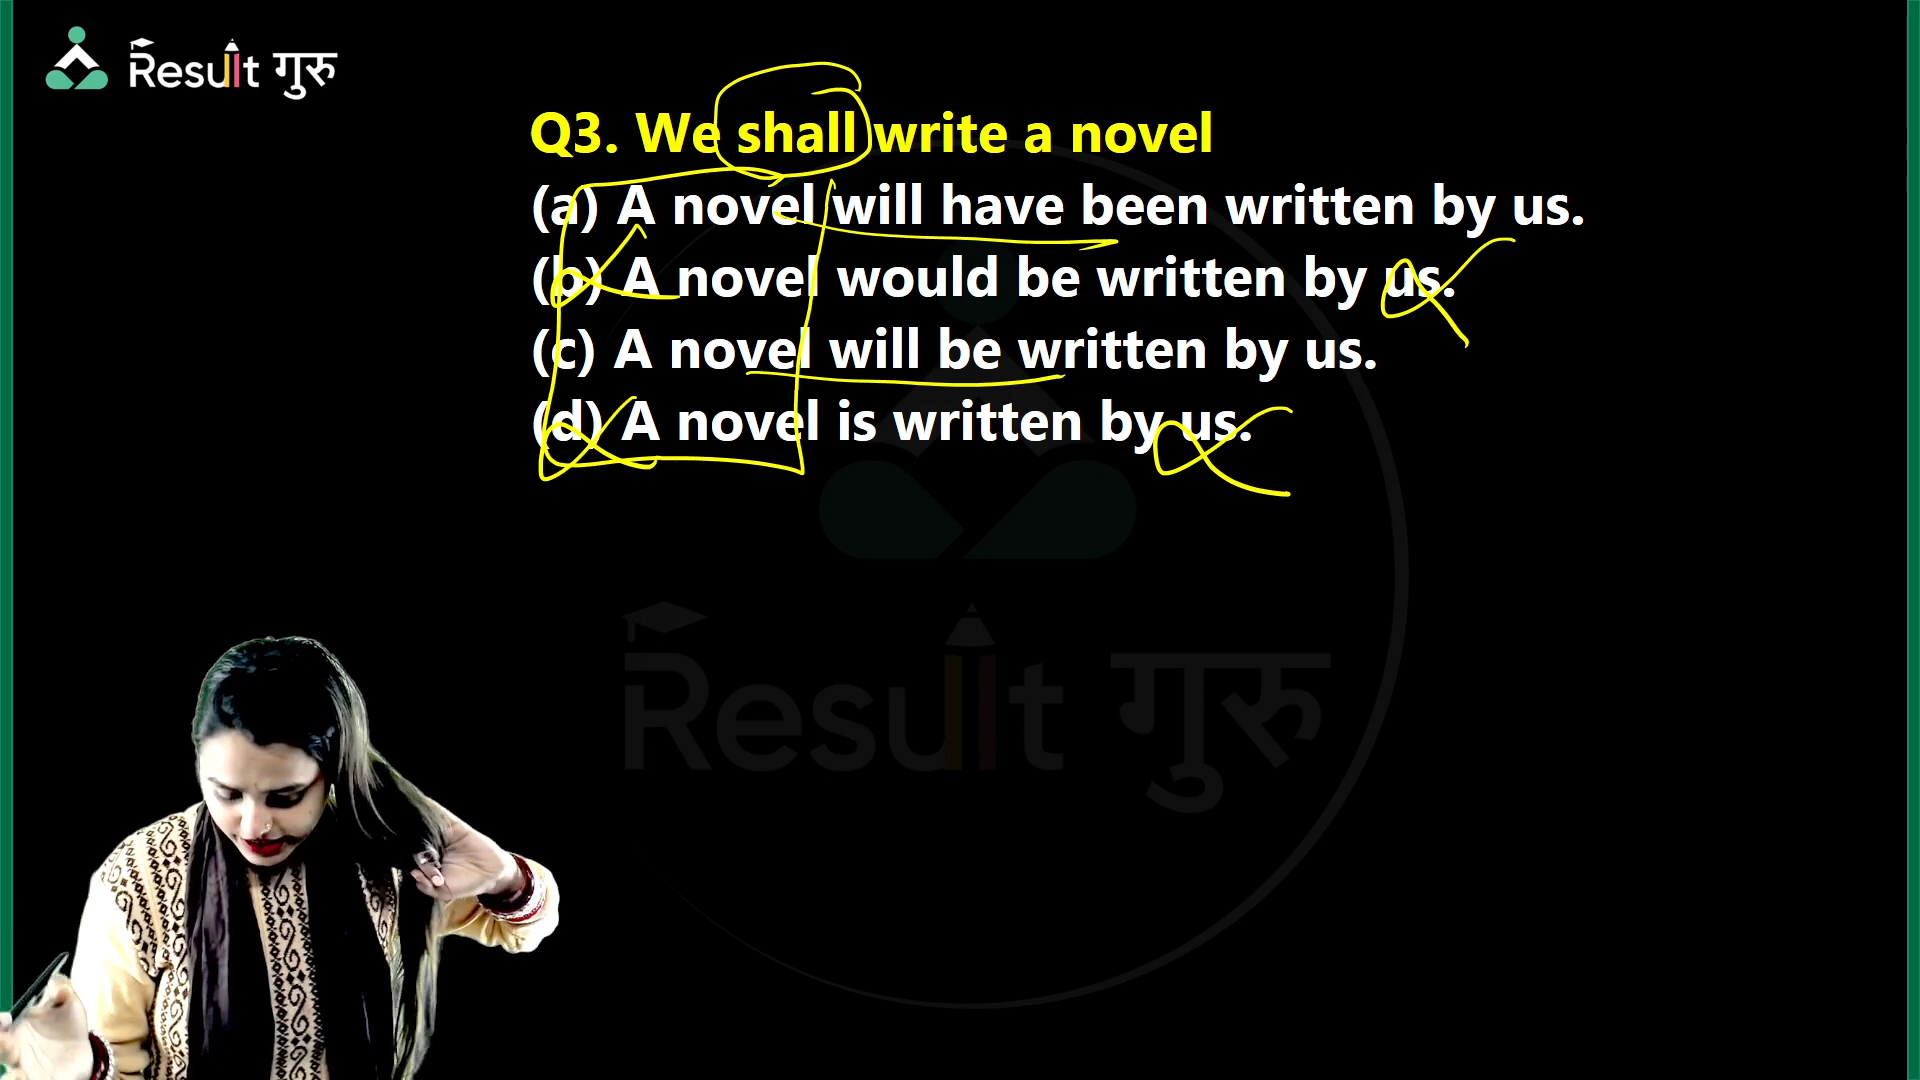 Result गुरु
Q3. We shall write a novel
(a) A novel will have been written by us.
(b) A novel would be written by us.
(c) A novel will be written by us.
(d) A novel is written by us.
Result गुरु